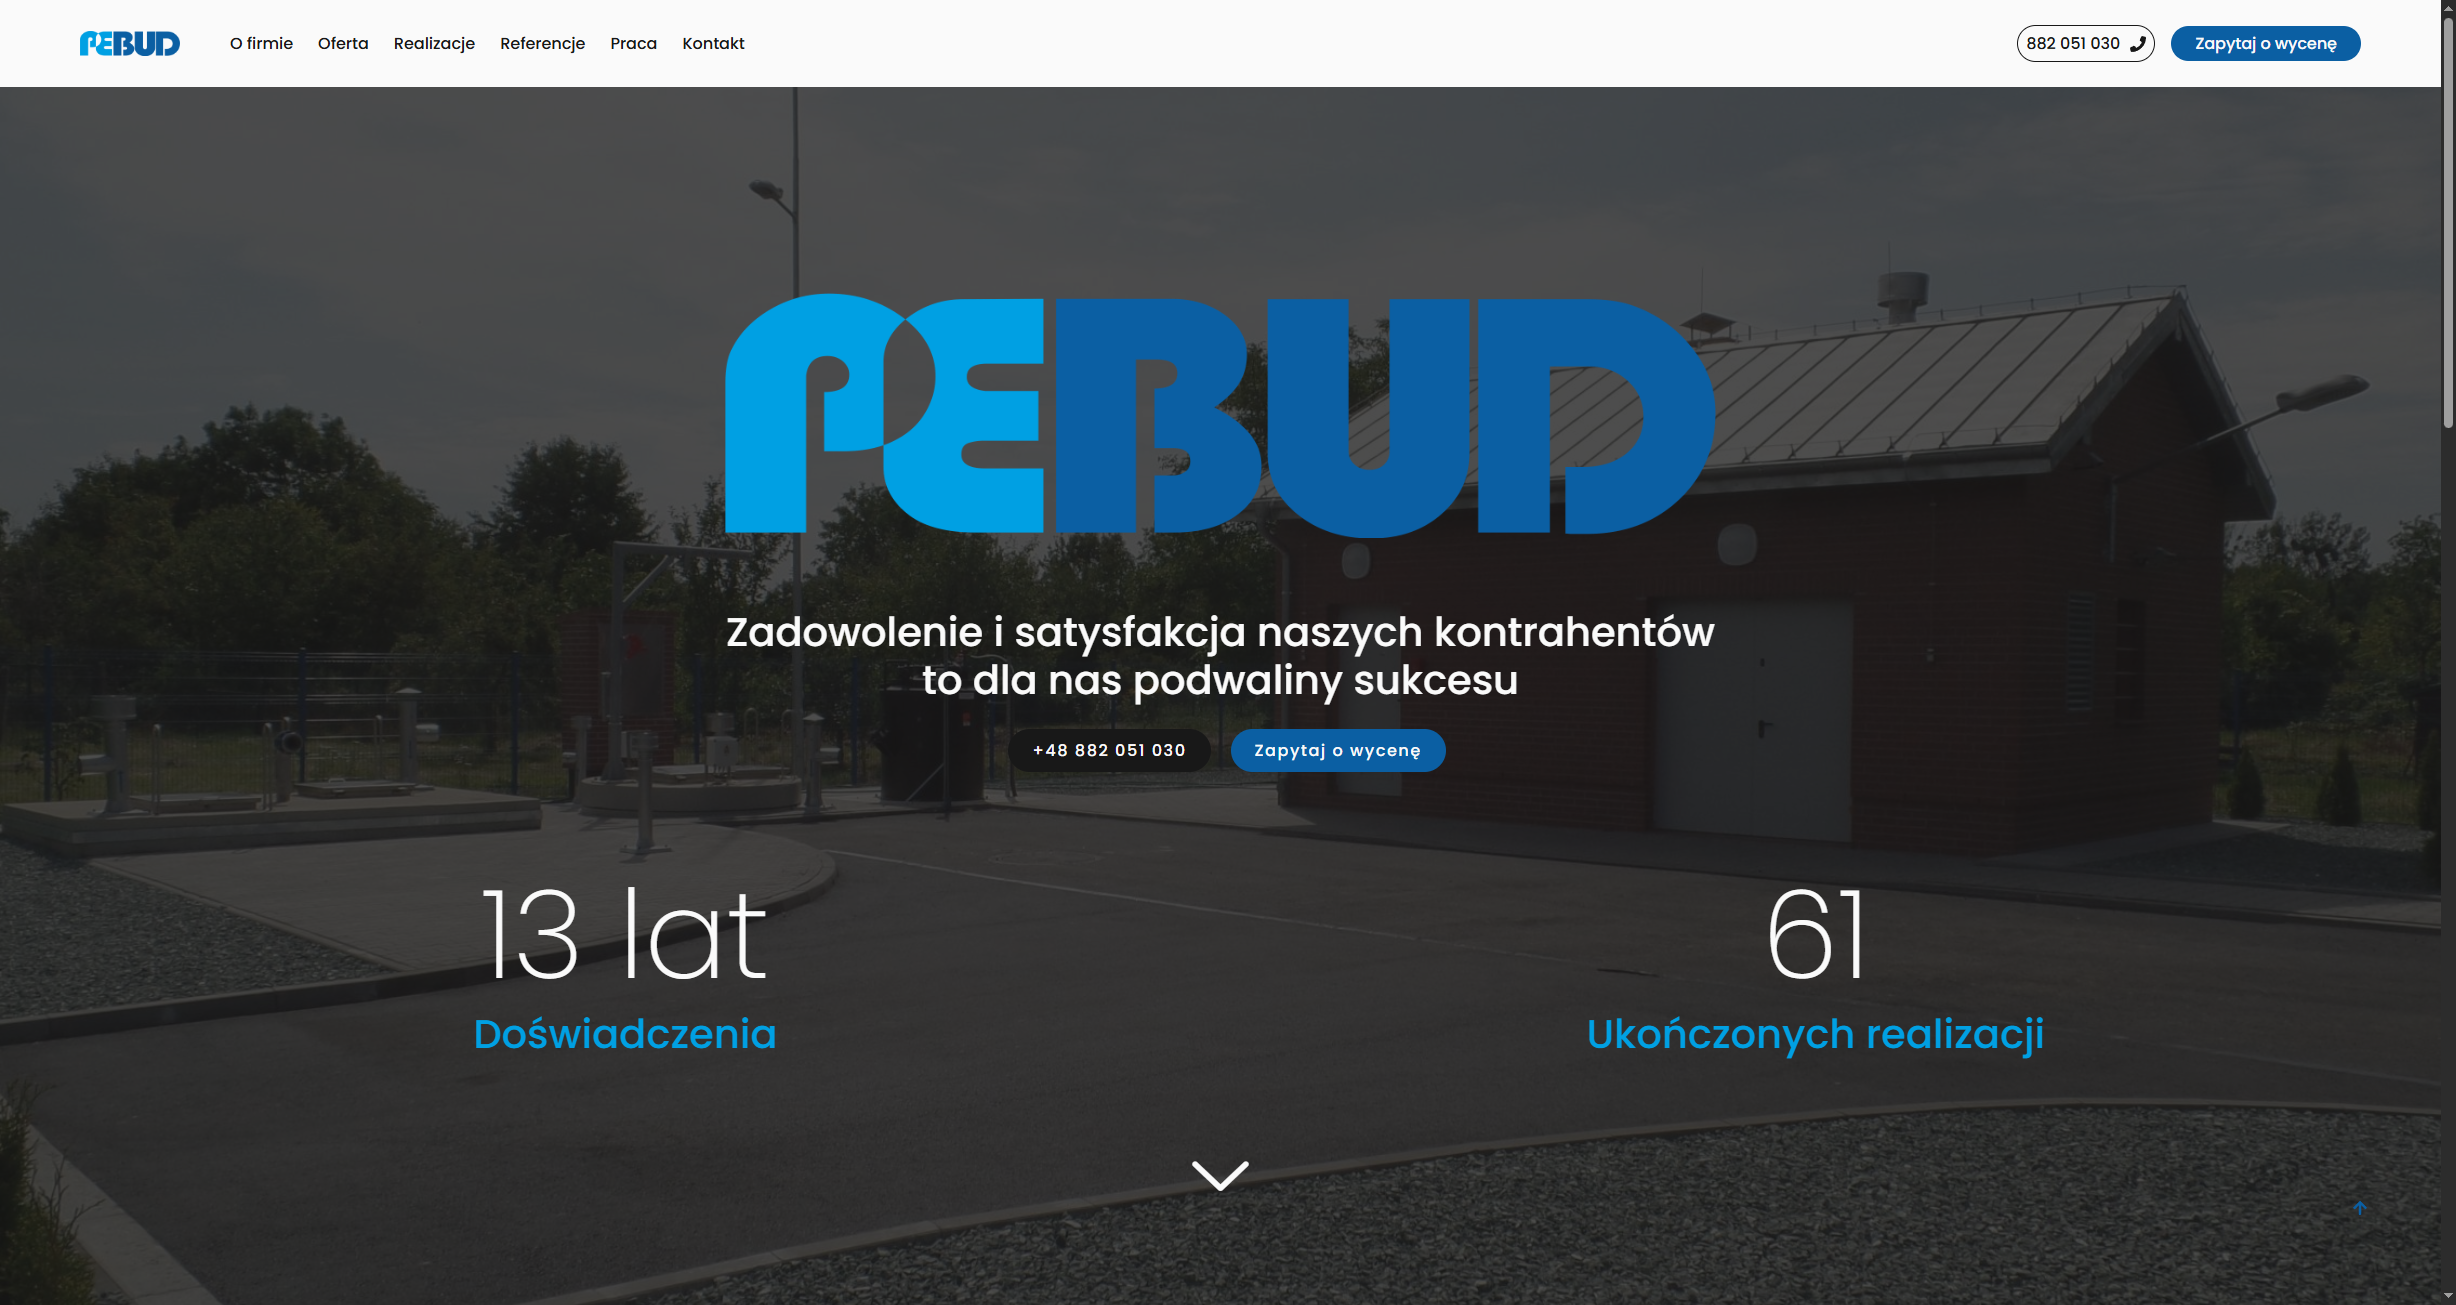 PEBUD
O firmie
Oferta
Realizacje
Referencje
Praca
Kontakt
882 051 030
Zapytaj o wycenę
PEBUD
Zadowolenie i satysfakcja naszych kontrahentów
to dla nas podwaliny sukcesu
+48 882 051 030
Zapytaj o wycenę
13 lat
Doświadczenia
61
Ukończonych realizacji